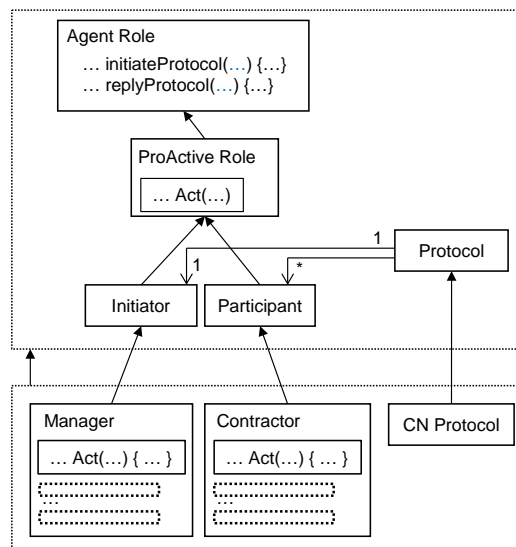 Agent Role
… initiateProtocol(…) {…}
… replyProtocol(…) {…}
ProActive Role
… Act(…)
1
Protocol
1
*
Initiator
Participant
Manager
Contractor
CN Protocol
… Act(…) { … }
… Act(…) { … }
…
…